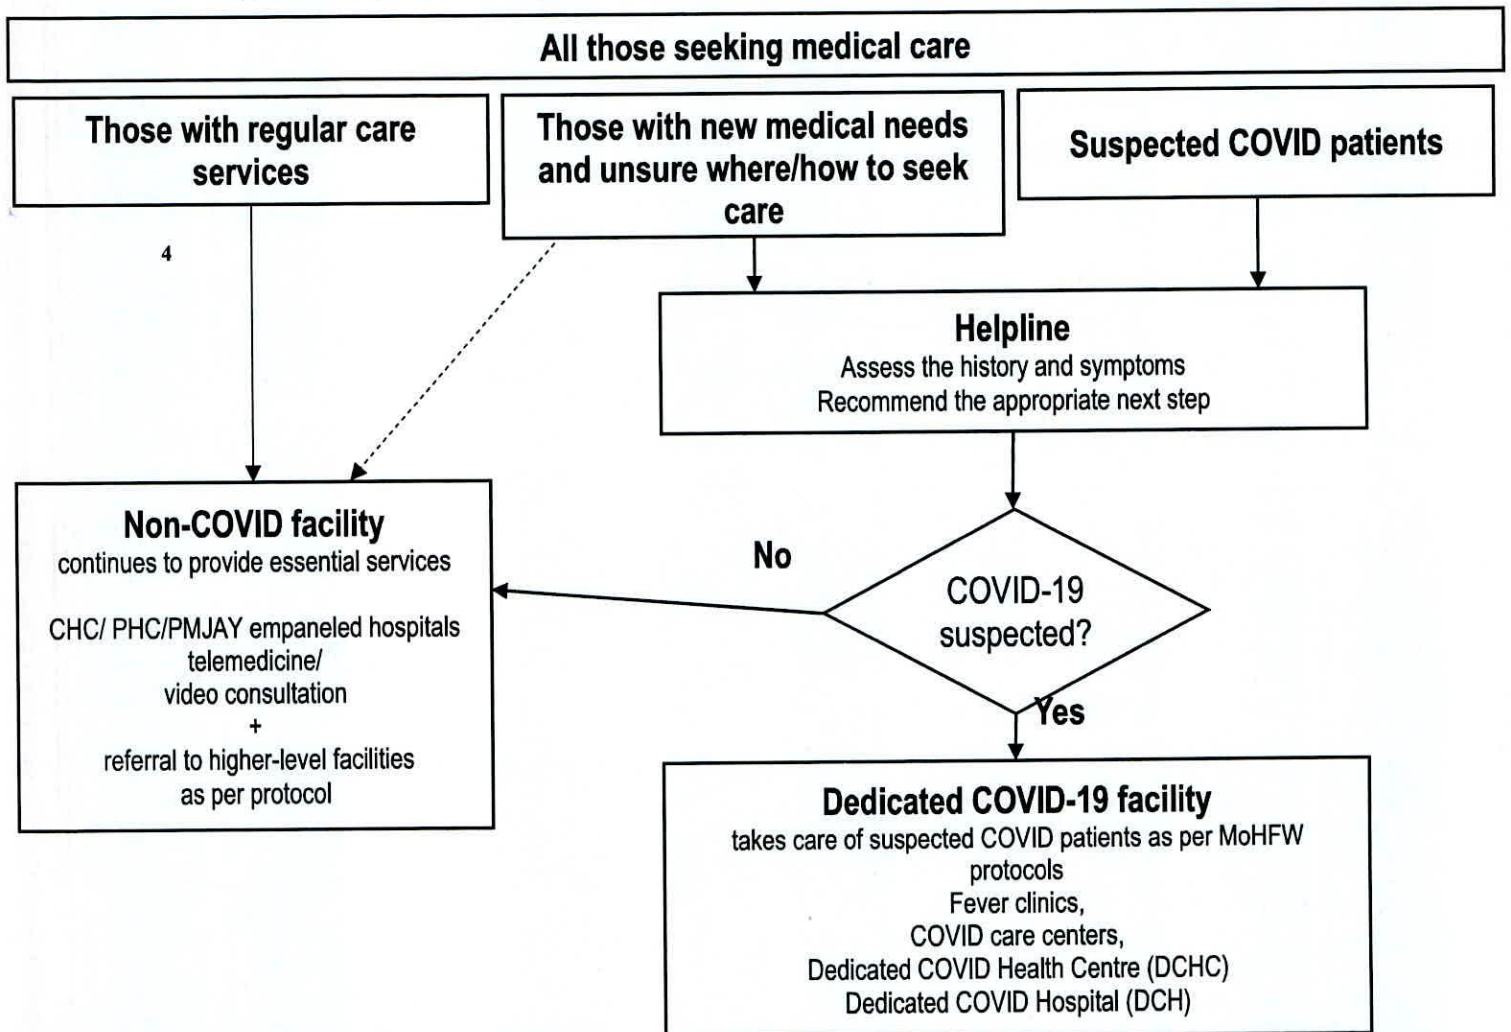 All those seeking medical care
Those with regular care
services
Those with new medical needs
and unsure where/how to seek
care
Suspected COVID patients
4
Helpline
Assess the history and symptoms
Recommend the appropriate next step
Non-COVID facility
continues to provide essential services
CHC/ PHC/PMJAY empaneled hospitals
telemedicine/
video consultation
+
referral to higher-level facilities
as per protocol
No
COVID-19
suspected?
Yes
Dedicated COVID-19 facility
takes care of suspected COVID patients as per MoHFW
protocols
Fever clinics,
COVID care centers,
Dedicated COVID Health Centre (DCHC)
Dedicated COVID Hospital (DCH)